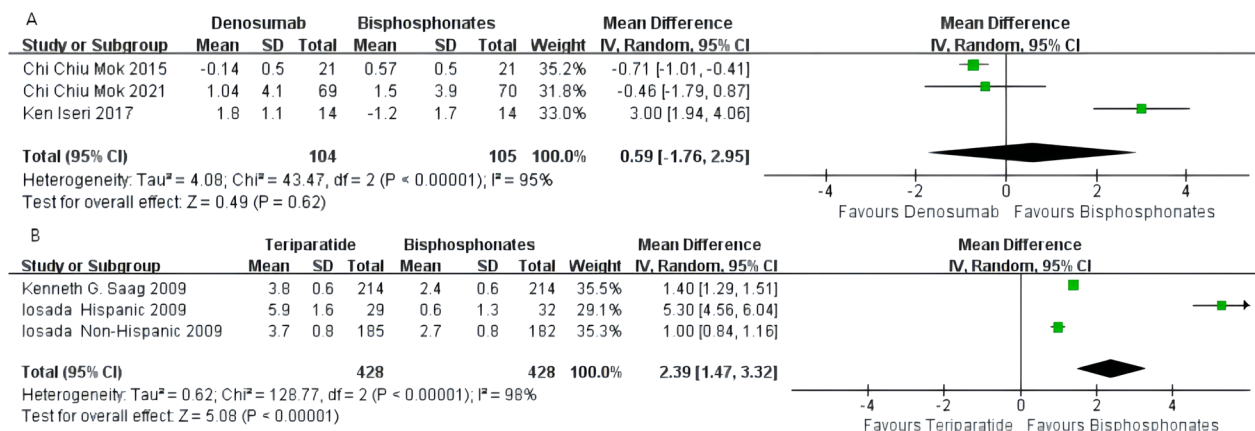 A
Denosumab Bisphosphonates Mean Difference Mean Difference
Study or Subgroup Mean SD Total Mean SD Total Weight IV, Random, 95% CI IV, Random, 95% CI
Chi Chiu Mok 2015 -0.14 0.5 21 0.57 0.5 21 35.2% -0.71 [-1.01, -0.41]
Chi Chiu Mok 2021 1.04 4.1 69 1.5 3.9 70 31.8% -0.46 [-1.79, 0.87]
Ken Iseri 2017 1.8 1.1 14 -1.2 1.7 14 33.0% 3.00 [1.94, 4.06]
Total (95% CI) 104 105 100.0% 0.59 [-1.76, 2.95]
Heterogeneity: Tau² = 4.08; Chi² = 43.47, df = 2 (P < 0.00001); I² = 95%
Test for overall effect: Z = 0.49 (P = 0.62)
-4 -2 0 2 4
Favours Denosumab Favours Bisphosphonates
B
Teriparatide Bisphosphonates Mean Difference Mean Difference
Study or Subgroup Mean SD Total Mean SD Total Weight IV, Random, 95% CI IV, Random, 95% CI
Kenneth G. Saag 2009 3.8 0.6 214 2.4 0.6 214 35.5% 1.40 [1.29, 1.51]
Iosada Hispanic 2009 5.9 1.6 29 0.6 1.3 32 29.1% 5.30 [4.56, 6.04]
Iosada Non-Hispanic 2009 3.7 0.8 185 2.7 0.8 182 35.3% 1.00 [0.84, 1.16]
Total (95% CI) 428 428 100.0% 2.39 [1.47, 3.32]
Heterogeneity: Tau² = 0.62; Chi² = 128.77, df = 2 (P < 0.00001); I² = 98%
Test for overall effect: Z = 5.08 (P < 0.00001)
-4 -2 0 2 4
Favours Teriparatide Favours Bisphosphonates